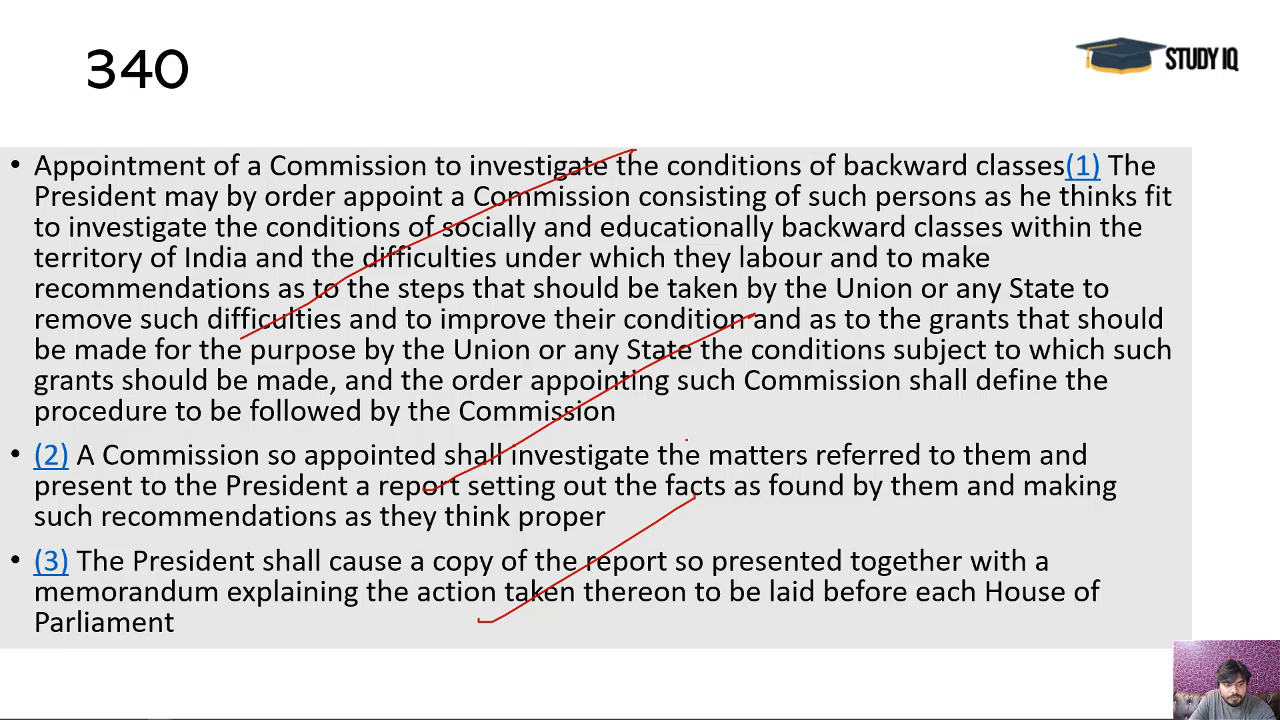 340
STUDY IQ
• Appointment of a Commission to investigate the conditions of backward classes(1) The
President may by order appoint a Commission consisting of such persons as he thinks fit
to investigate the conditions of socially and educationally backward classes within the
territory of India and the difficulties under which they labour and to make
recommendations as to the steps that should be taken by the Union or any State to
remove such difficulties and to improve their condition and as to the grants that should
be made for the purpose by the Union or any State the conditions subject to which such
grants should be made, and the order appointing such Commission shall define the
procedure to be followed by the Commission
• (2) A Commission so appointed shall investigate the matters referred to them and
present to the President a report setting out the facts as found by them and making
such recommendations as they think proper
• (3) The President shall cause a copy of the report so presented together with a
memorandum explaining the action taken thereon to be laid before each House of
Parliament